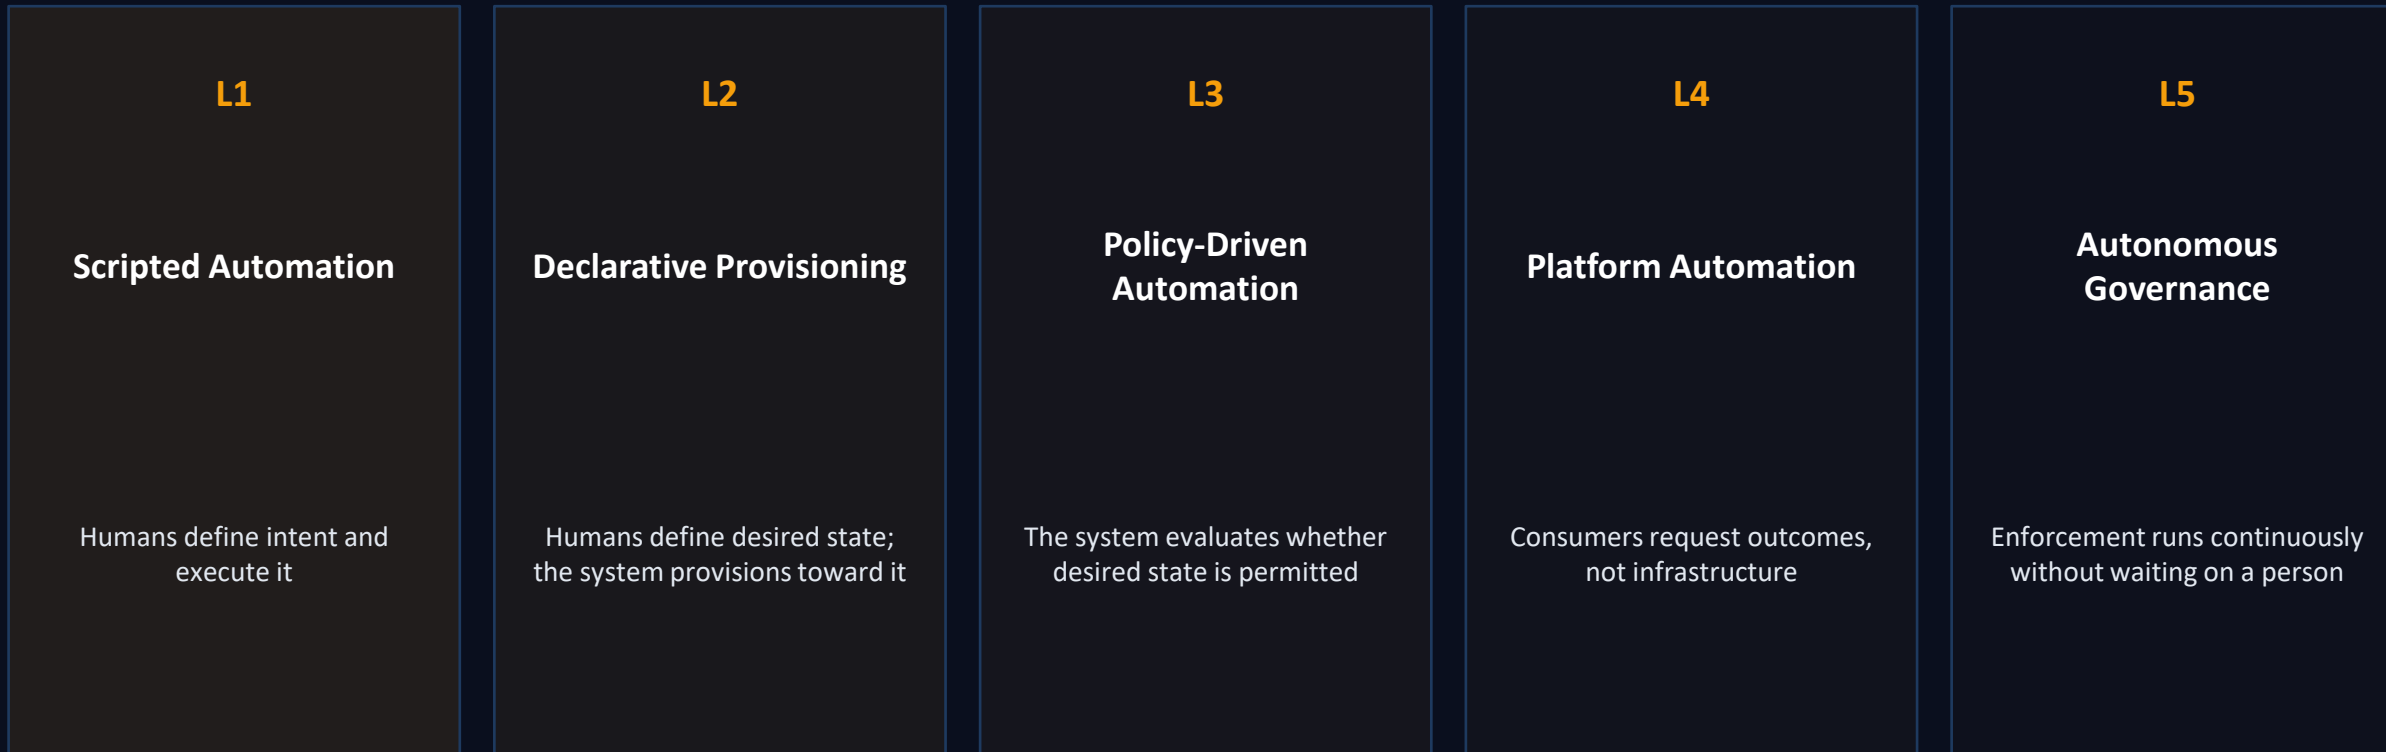 L1
Scripted Automation
Humans define intent and
execute it
L2
Declarative Provisioning
Humans define desired state;
the system provisions toward it
L3
Policy-Driven
Automation
The system evaluates whether
desired state is permitted
L4
Platform Automation
Consumers request outcomes,
not infrastructure
L5
Autonomous
Governance
Enforcement runs continuously
without waiting on a person